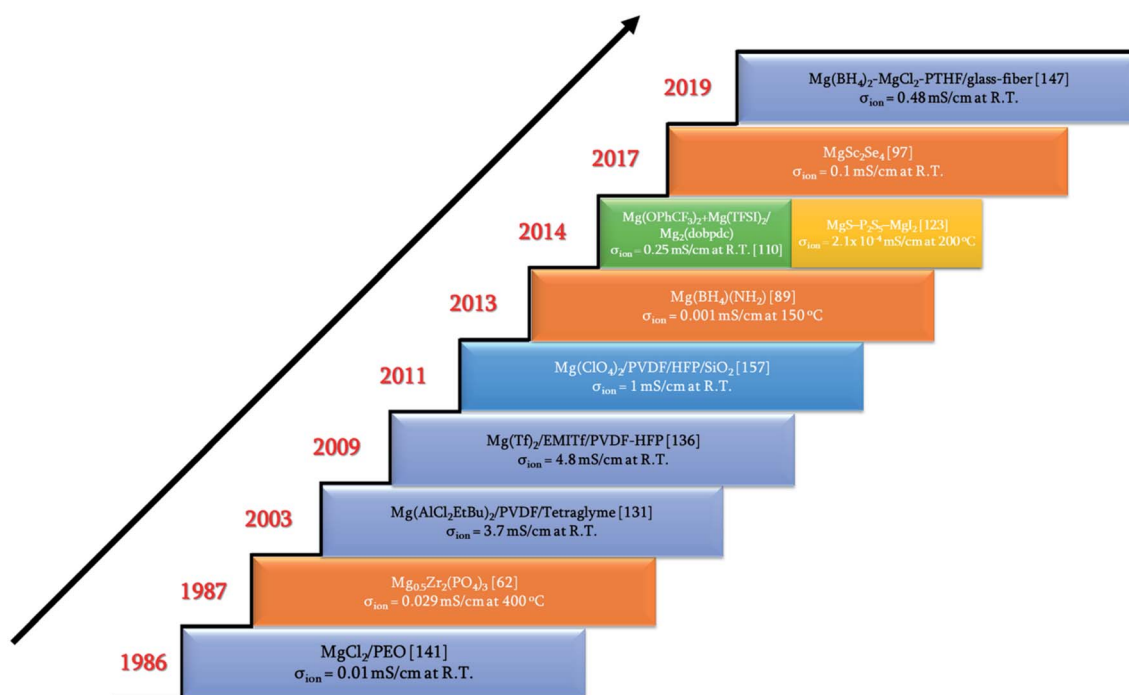 2019
Mg(BH₄)₂-MgCl₂-PTHF/glass-fiber [147]
σᵢₒₙ = 0.48 mS/cm at R.T.
2017
MgSc₂Se₄ [97]
σᵢₒₙ = 0.1 mS/cm at R.T.
2014
Mg(OPhCF₃)₂+Mg(TFSI)₂/
Mg₂(dobpdc)
σᵢₒₙ = 0.25 mS/cm at R.T. [110]
MgS–P₂S₅–MgI₂ [123]
σᵢₒₙ = 2.1x 10⁻⁴ mS/cm at 200 °C
2013
Mg(BH₄)(NH₂) [89]
σᵢₒₙ = 0.001 mS/cm at 150 °C
2011
Mg(ClO₄)₂/PVDF/HFP/SiO₂ [157]
σᵢₒₙ = 1 mS/cm at R.T.
2009
Mg(Tf)₂/EMITf/PVDF-HFP [136]
σᵢₒₙ = 4.8 mS/cm at R.T.
2003
Mg(AlCl₂EtBu)₂/PVDF/Tetraglyme [131]
σᵢₒₙ = 3.7 mS/cm at R.T.
1987
Mg₀.₅Zr₂(PO₄)₃ [62]
σᵢₒₙ = 0.029 mS/cm at 400 °C
1986
MgCl₂/PEO [141]
σᵢₒₙ = 0.01 mS/cm at R.T.